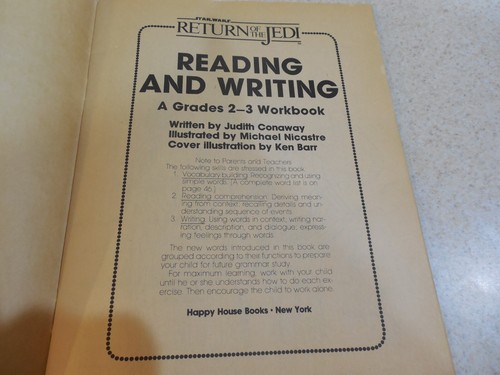 STAR WARS
RETURN OF THE JEDI
READING
AND WRITING
A Grades 2–3 Workbook
Written by Judith Conaway
Illustrated by Michael Nicastre
Cover illustration by Ken Barr
Note to Parents and Teachers
The following skills are stressed in this book.
1. Vocabulary building: Recognizing and using
simple words. (A complete word list is on
page 46.)
2. Reading comprehension: Deriving mean-
ing from context, recalling details and un-
derstanding sequence of events.
3. Writing: Using words in context, writing nar-
ration, description, and dialogue; express-
ing feelings through words.
The new words introduced in this book are
grouped according to their functions to prepare
your child for future grammar study.
For maximum learning, work with your child
until he or she understands how to do each ex-
ercise. Then encourage the child to work alone.
Happy House Books • New York